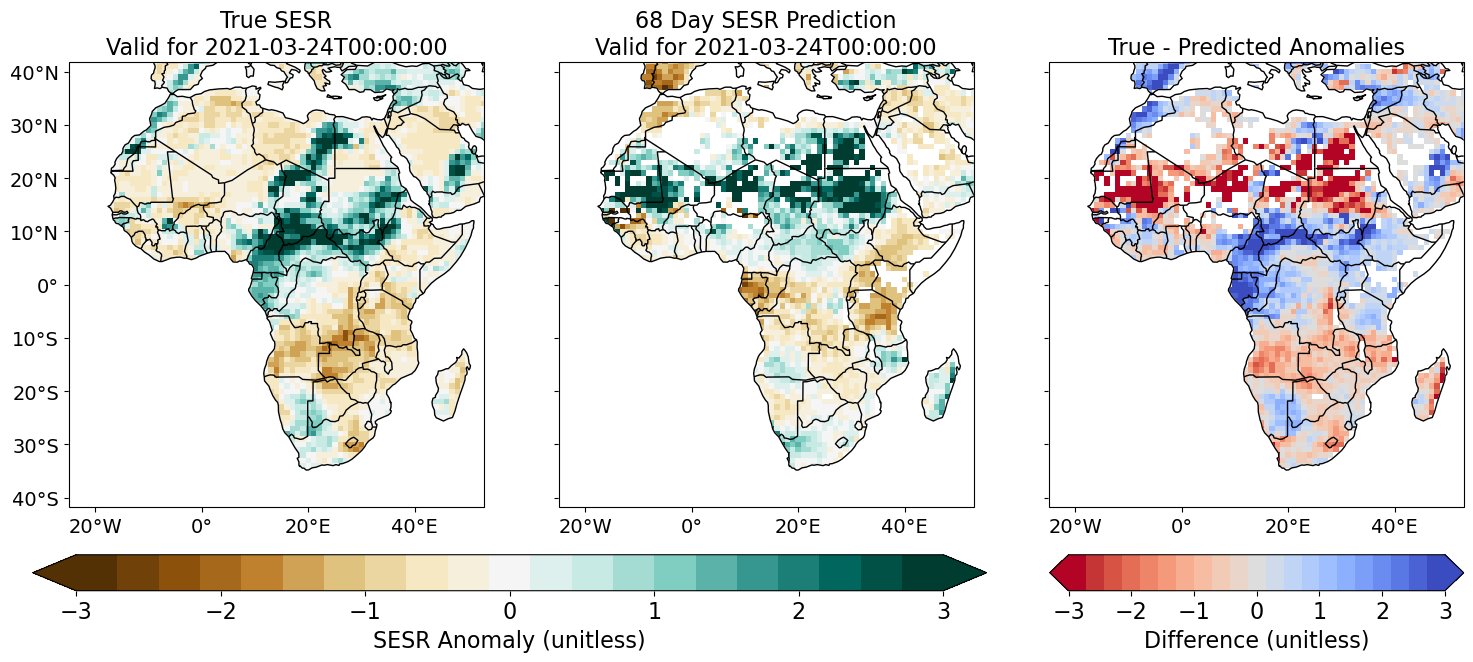 True SESR
Valid for 2021-03-24T00:00:00
68 Day SESR Prediction
Valid for 2021-03-24T00:00:00
True - Predicted Anomalies
40°N
30°N
20°N
10°N
0°
10°S
20°S
30°S
40°S
20°W 0° 20°E 40°E
20°W 0° 20°E 40°E
20°W 0° 20°E 40°E
−3 −2 −1 0 1 2 3
SESR Anomaly (unitless)
−3 −2 −1 0 1 2 3
Difference (unitless)